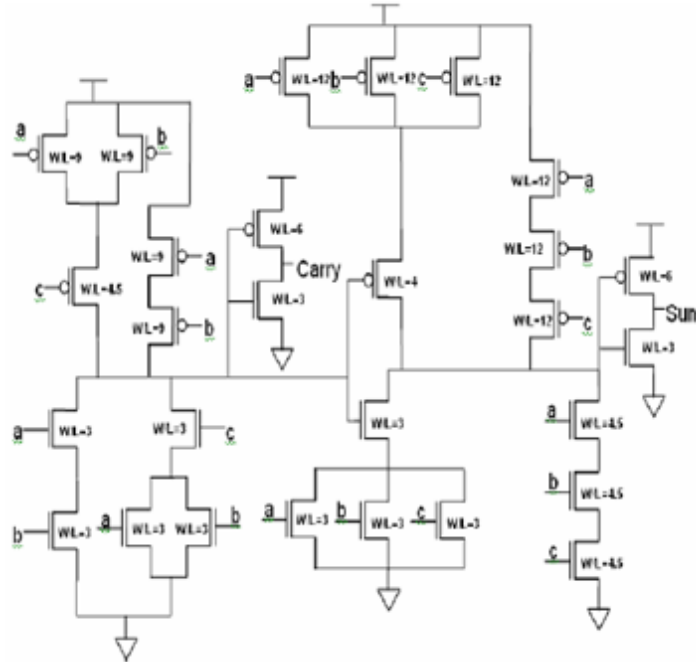 a W/L=12 b W/L=12 c W/L=12
a W/L=9 W/L=9 b
W/L=12 a
W/L=6
W/L=9 a
Carry
W/L=12 b
c W/L=4.5
W/L=4
W/L=6
W/L=3
Sum
W/L=9 b
W/L=12 c
W/L=3
a W/L=3 W/L=3 c
W/L=3
a W/L=4.5
b W/L=4.5
b W/L=3 a W/L=3 W/L=3 b
a W/L=3 b W/L=3 c W/L=3
c W/L=4.5